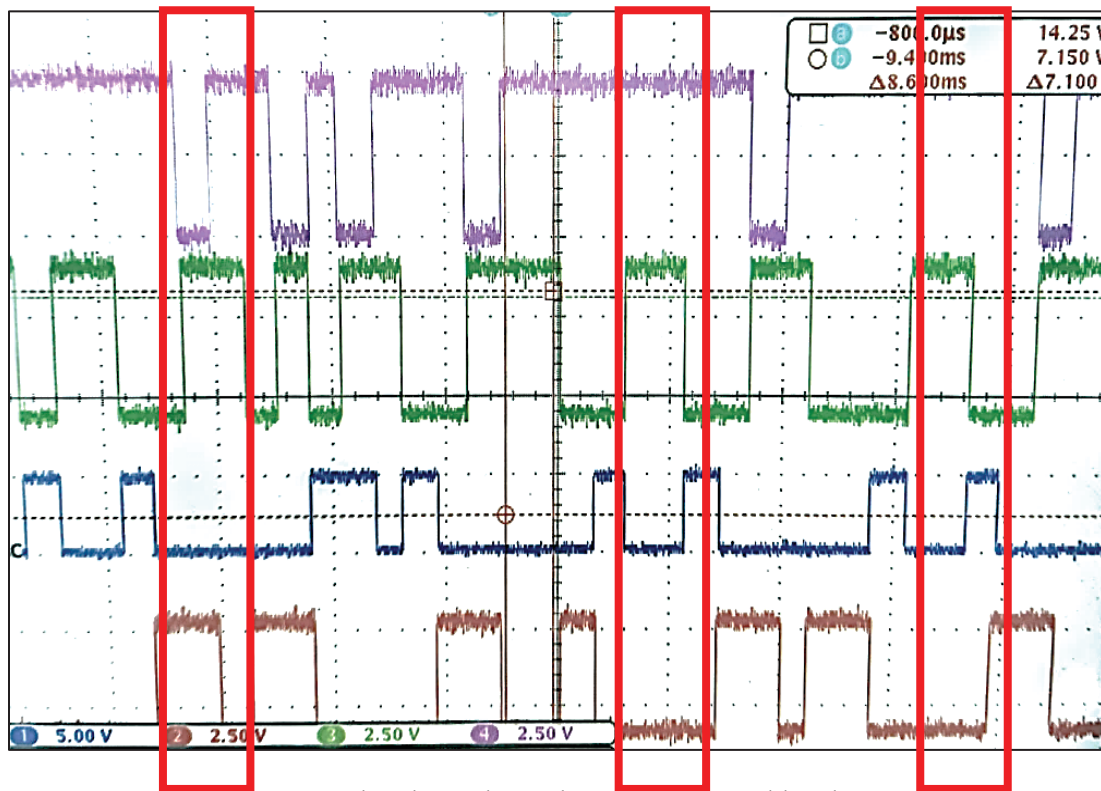 a −800.0µs 14.25 V
b −9.400ms 7.150 V
Δ8.600ms Δ7.100
C
1 5.00 V 2 2.50 V 3 2.50 V 4 2.50 V